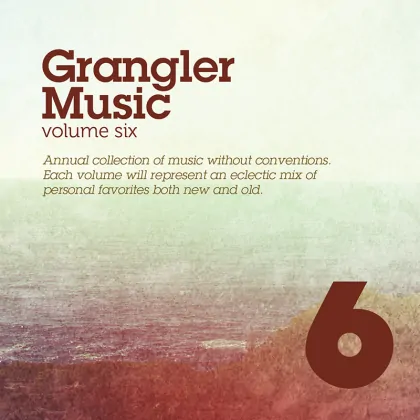 Grangler
Music
volume six
Annual collection of music without conventions.
Each volume will represent an eclectic mix of
personal favorites both new and old.
6